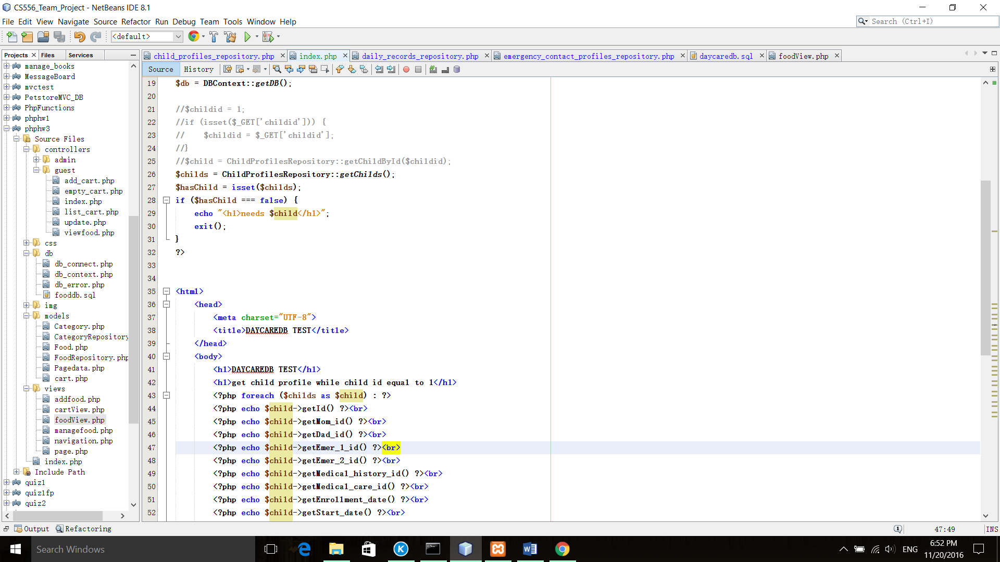 CS556_Team_Project - NetBeans IDE 8.1
File Edit View Navigate Source Refactor Run Debug Team Tools Window Help
Search (Ctrl+I)
<default>
Projects Files Services
child_profiles_repository.php index.php daily_records_repository.php emergency_contact_profiles_repository.php daycaredb.sql foodView.php
Source History
manage_books
MessageBoard
mvctest
PetstoreMVC_DB
PhpFunctions
phphw1
phphw3
Source Files
controllers
admin
guest
add_cart.php
empty_cart.php
index.php
list_cart.php
update.php
viewfood.php
css
db
db_connect.php
db_context.php
db_error.php
fooddb.sql
img
models
Category.php
CategoryRepository
Food.php
FoodRepository.php
Pagedata.php
cart.php
views
addfood.php
cartView.php
foodView.php
managefood.php
navigation.php
page.php
index.php
Include Path
quiz1
quiz1fp
quiz2
19 $db = DBContext::getDB();
20
21 //$childid = 1;
22 //if (isset($_GET['childid'])) {
23 //    $childid = $_GET['childid'];
24 //}
25 //$child = ChildProfilesRepository::getChildById($childid);
26 $childs = ChildProfilesRepository::getChilds();
27 $hasChild = isset($childs);
28 if ($hasChild === false) {
29     echo "<h1>needs $child</h1>";
30     exit();
31 }
32 ?>
33
34
35 <html>
36     <head>
37         <meta charset="UTF-8">
38         <title>DAYCAREDB TEST</title>
39     </head>
40     <body>
41         <h1>DAYCAREDB TEST</h1>
42         <h1>get child profile while child id equal to 1</h1>
43         <?php foreach ($childs as $child) : ?>
44         <?php echo $child->getId() ?><br>
45         <?php echo $child->getMom_id() ?><br>
46         <?php echo $child->getDad_id() ?><br>
47         <?php echo $child->getEmer_1_id() ?><br>
48         <?php echo $child->getEmer_2_id() ?><br>
49         <?php echo $child->getMedical_history_id() ?><br>
50         <?php echo $child->getMedical_care_id() ?><br>
51         <?php echo $child->getEnrollment_date() ?><br>
52         <?php echo $child->getStart_date() ?><br>
Output Refactoring
1 47:49 INS
Search Windows
ENG
6:52 PM
11/20/2016